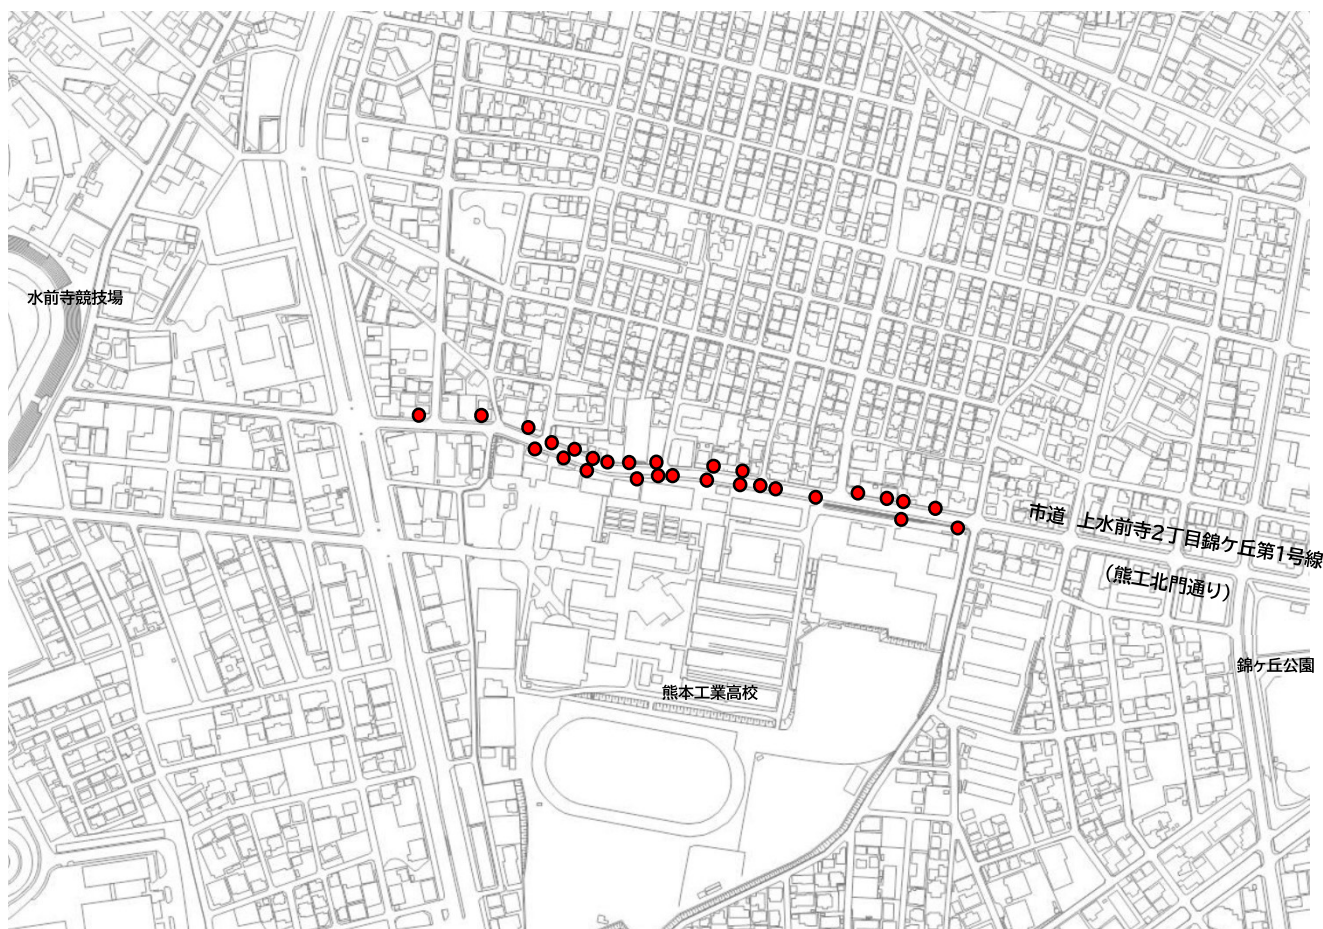 水前寺競技場
市道 上水前寺2丁目錦ケ丘第1号線
（熊工北門通り）
錦ヶ丘公園
熊本工業高校